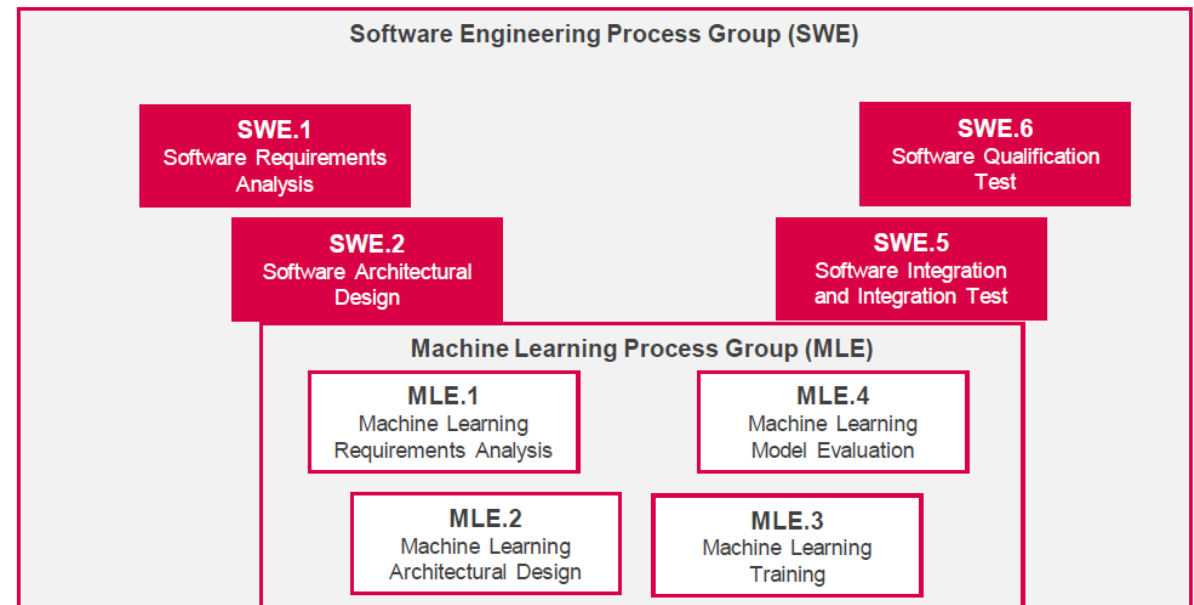 Software Engineering Process Group (SWE)
SWE.1
Software Requirements
Analysis
SWE.6
Software Qualification
Test
SWE.2
Software Architectural
Design
SWE.5
Software Integration
and Integration Test
Machine Learning Process Group (MLE)
MLE.1
Machine Learning
Requirements Analysis
MLE.4
Machine Learning
Model Evaluation
MLE.2
Machine Learning
Architectural Design
MLE.3
Machine Learning
Training